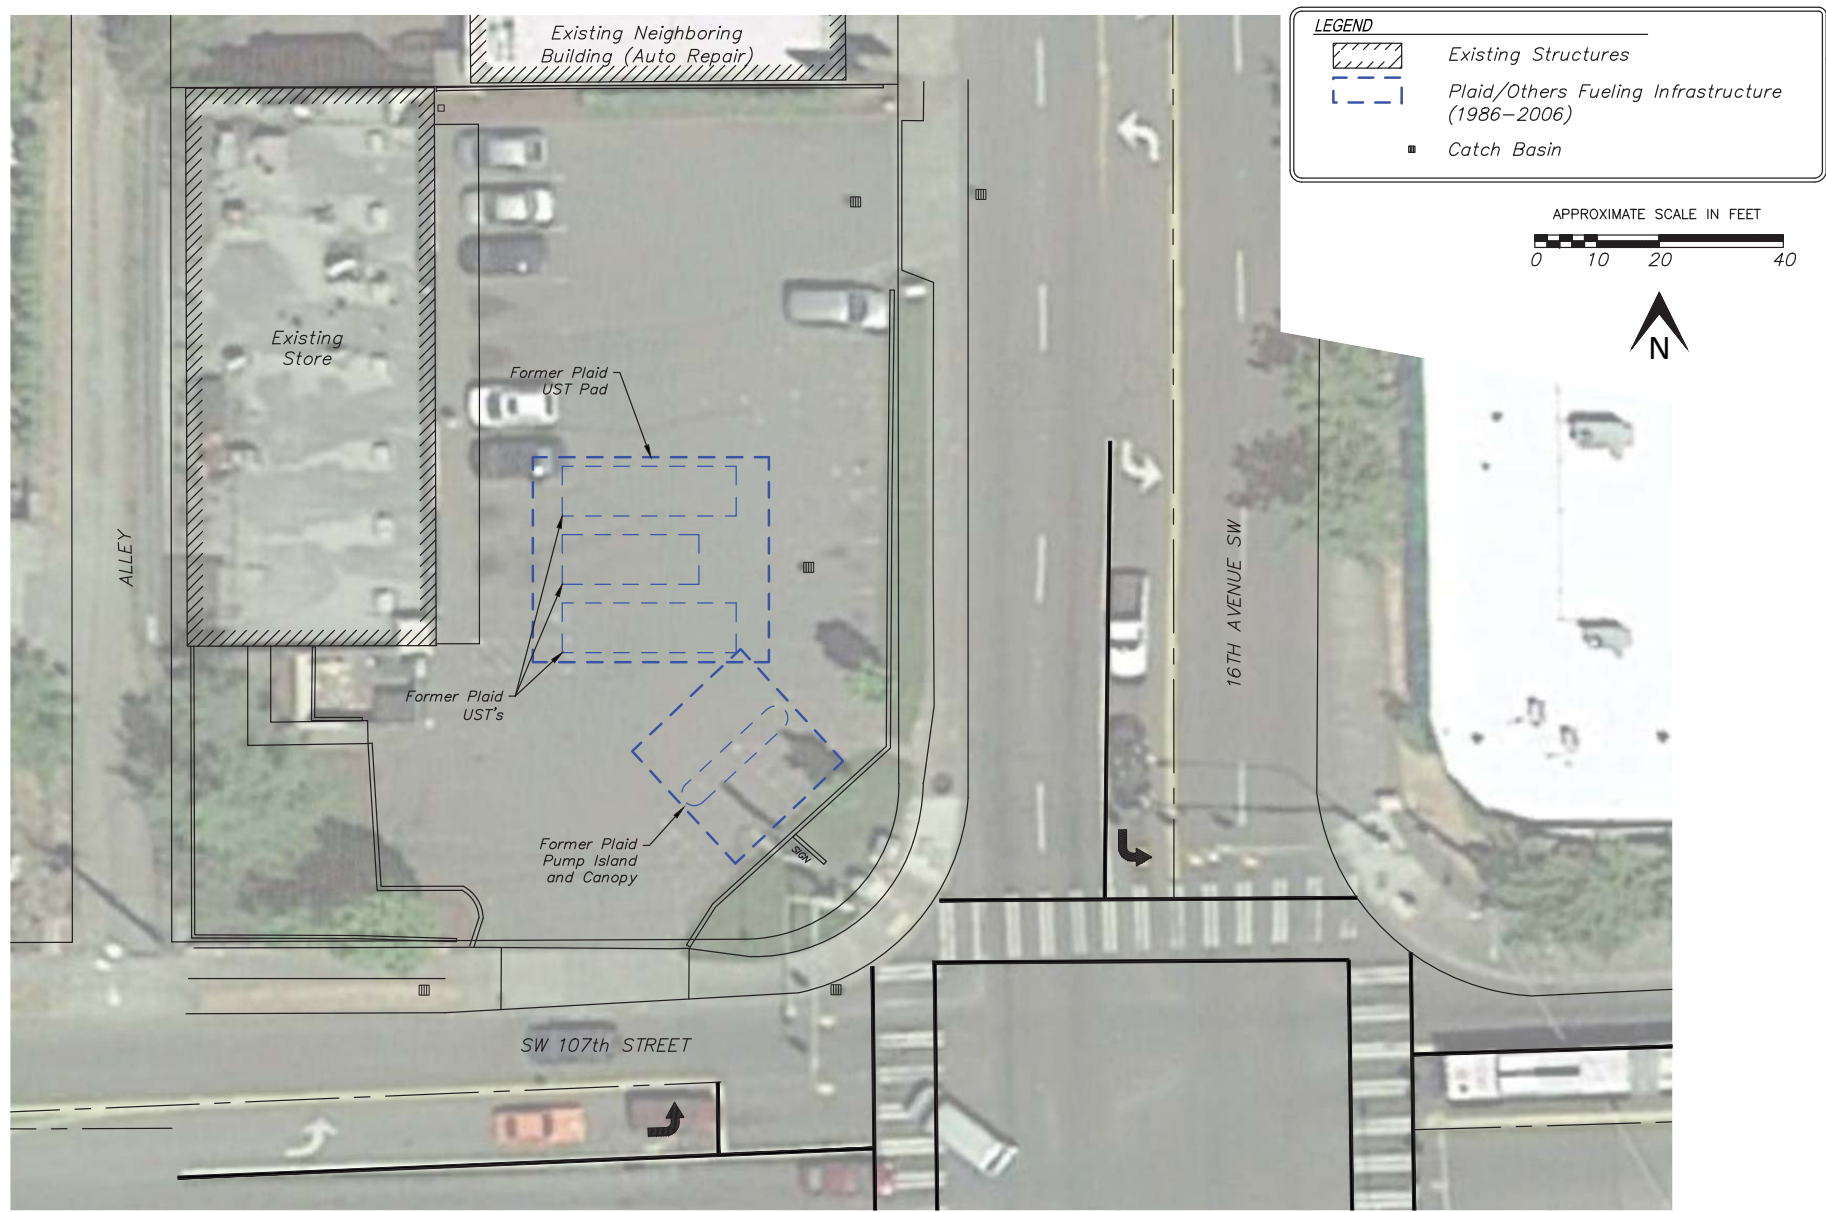 Existing Neighboring
Building (Auto Repair)
LEGEND
Existing Structures
Plaid/Others Fueling Infrastructure
(1986-2006)
Catch Basin
APPROXIMATE SCALE IN FEET
0 10 20 40
N
Existing
Store
Former Plaid
UST Pad
ALLEY
16TH AVENUE SW
Former Plaid
UST's
Former Plaid
Pump Island
and Canopy
SIGN
SW 107th STREET